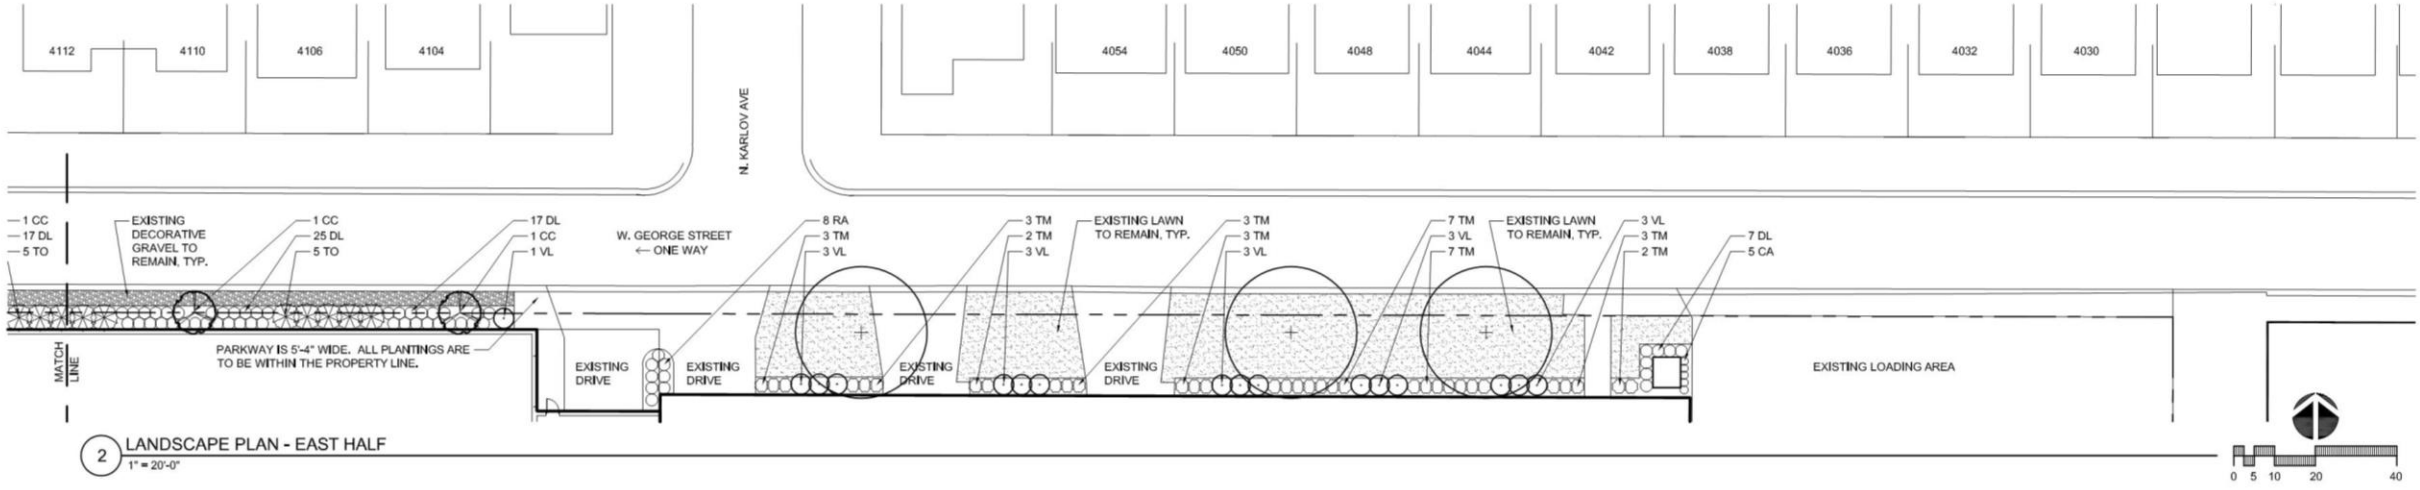 4112
4110
4106
4104
4054
4050
4048
4044
4042
4038
4036
4032
4030
N. KARLOV AVE
1 CC
17 DL
5 TO
EXISTING
DECORATIVE
GRAVEL TO
REMAIN, TYP.
1 CC
25 DL
5 TO
17 DL
1 CC
1 VL
W. GEORGE STREET
← ONE WAY
8 RA
3 TM
3 VL
3 TM
2 TM
3 VL
EXISTING LAWN
TO REMAIN, TYP.
3 TM
3 TM
3 VL
7 TM
3 VL
7 TM
EXISTING LAWN
TO REMAIN, TYP.
3 VL
3 TM
2 TM
7 DL
5 CA
MATCH
LINE
PARKWAY IS 5'-4" WIDE. ALL PLANTINGS ARE
TO BE WITHIN THE PROPERTY LINE.
EXISTING
DRIVE
EXISTING
DRIVE
EXISTING
DRIVE
EXISTING
DRIVE
EXISTING LOADING AREA
2
LANDSCAPE PLAN - EAST HALF
1" = 20'-0"
0 5 10 20 40